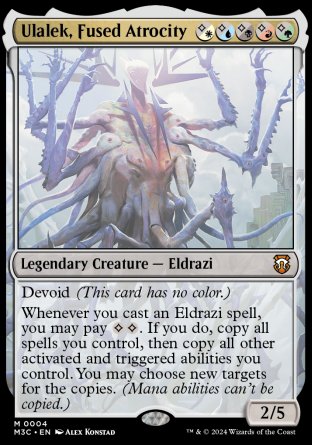 Ulalek, Fused Atrocity
Legendary Creature — Eldrazi
Devoid (This card has no color.)
Whenever you cast an Eldrazi spell,
you may pay ◇◇. If you do, copy all
spells you control, then copy all other
activated and triggered abilities you
control. You may choose new targets
for the copies. (Mana abilities can't be
copied.)
2/5
M 0004
M3C • EN Alex Konstad
™ & © 2024 Wizards of the Coast